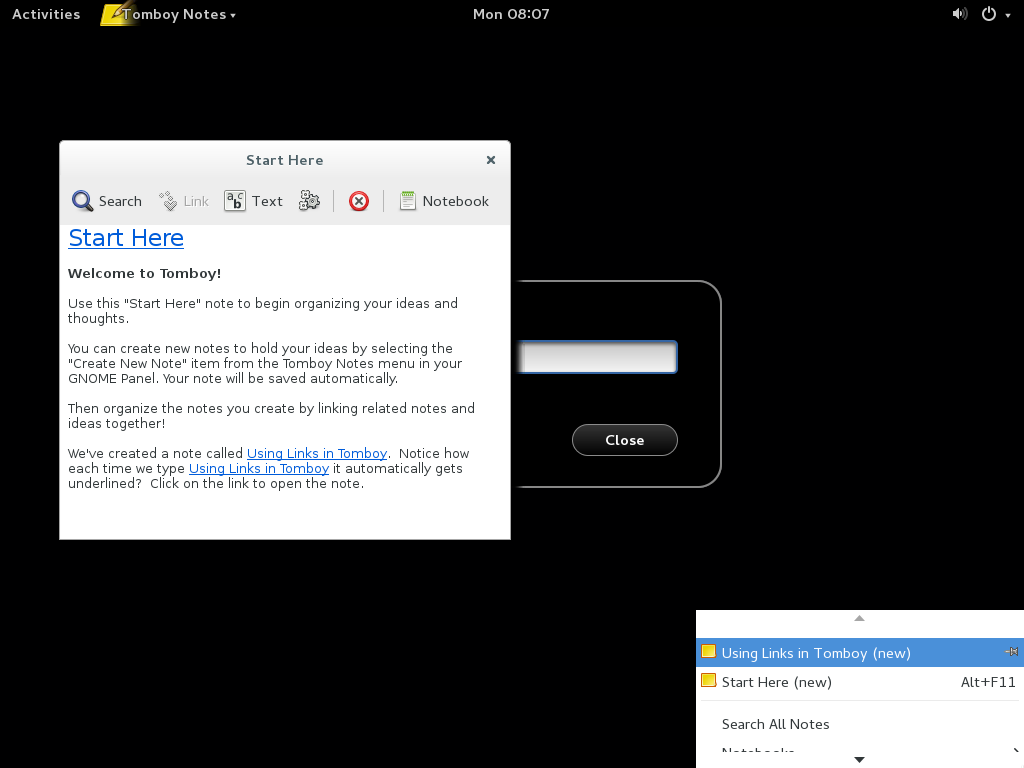 Activities
Tomboy Notes
Mon 08:07
Start Here
Search
Link
Text
Notebook
Start Here
Welcome to Tomboy!
Use this "Start Here" note to begin organizing your ideas and
thoughts.
You can create new notes to hold your ideas by selecting the
"Create New Note" item from the Tomboy Notes menu in your
GNOME Panel. Your note will be saved automatically.
Then organize the notes you create by linking related notes and
ideas together!
We've created a note called Using Links in Tomboy.  Notice how
each time we type Using Links in Tomboy it automatically gets
underlined?  Click on the link to open the note.
Close
Using Links in Tomboy (new)
Start Here (new) Alt+F11
Search All Notes
Notebooks